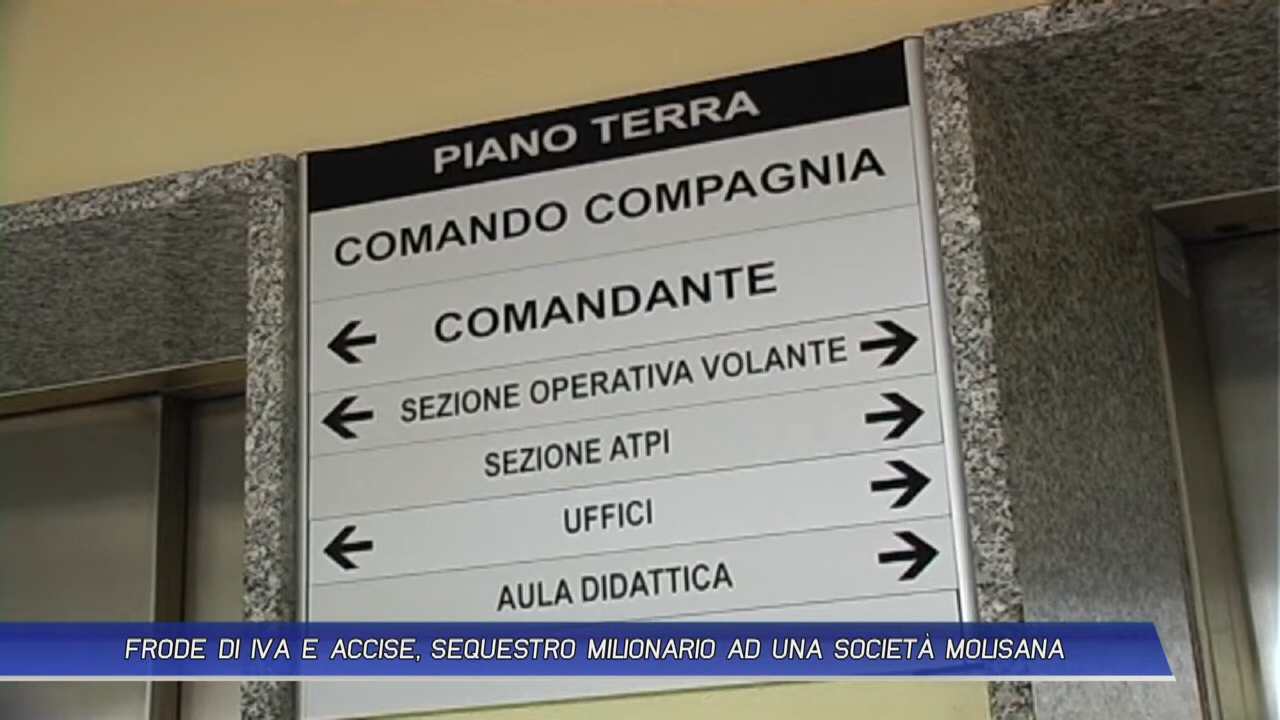 PIANO TERRA
COMANDO COMPAGNIA
COMANDANTE
SEZIONE OPERATIVA VOLANTE
SEZIONE ATPI
UFFICI
AULA DIDATTICA
FRODE DI IVA E ACCISE, SEQUESTRO MILIONARIO AD UNA SOCIETÀ MOLISANA